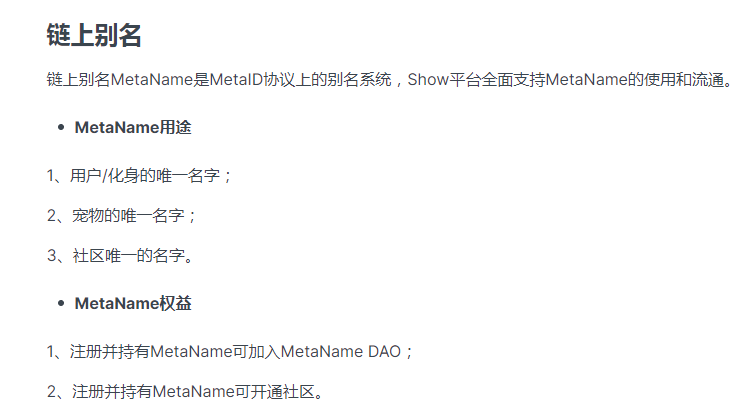 链上别名
链上别名MetaName是MetaID协议上的别名系统，Show平台全面支持MetaName的使用和流通。
• MetaName用途
1、用户/化身的唯一名字；
2、宠物的唯一名字；
3、社区唯一的名字。
• MetaName权益
1、注册并持有MetaName可加入MetaName DAO；
2、注册并持有MetaName可开通社区。